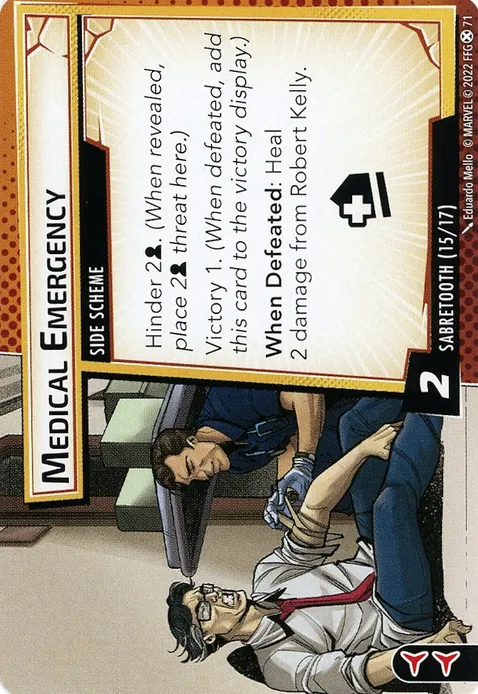 MEDICAL EMERGENCY
SIDE SCHEME
Hinder 2. (When revealed,
place 2 threat here.)
Victory 1. (When defeated, add
this card to the victory display.)
When Defeated: Heal
2 damage from Robert Kelly.
2
SABRETOOTH (15/17)
Eduardo Mello © MARVEL © 2022 FFG 71